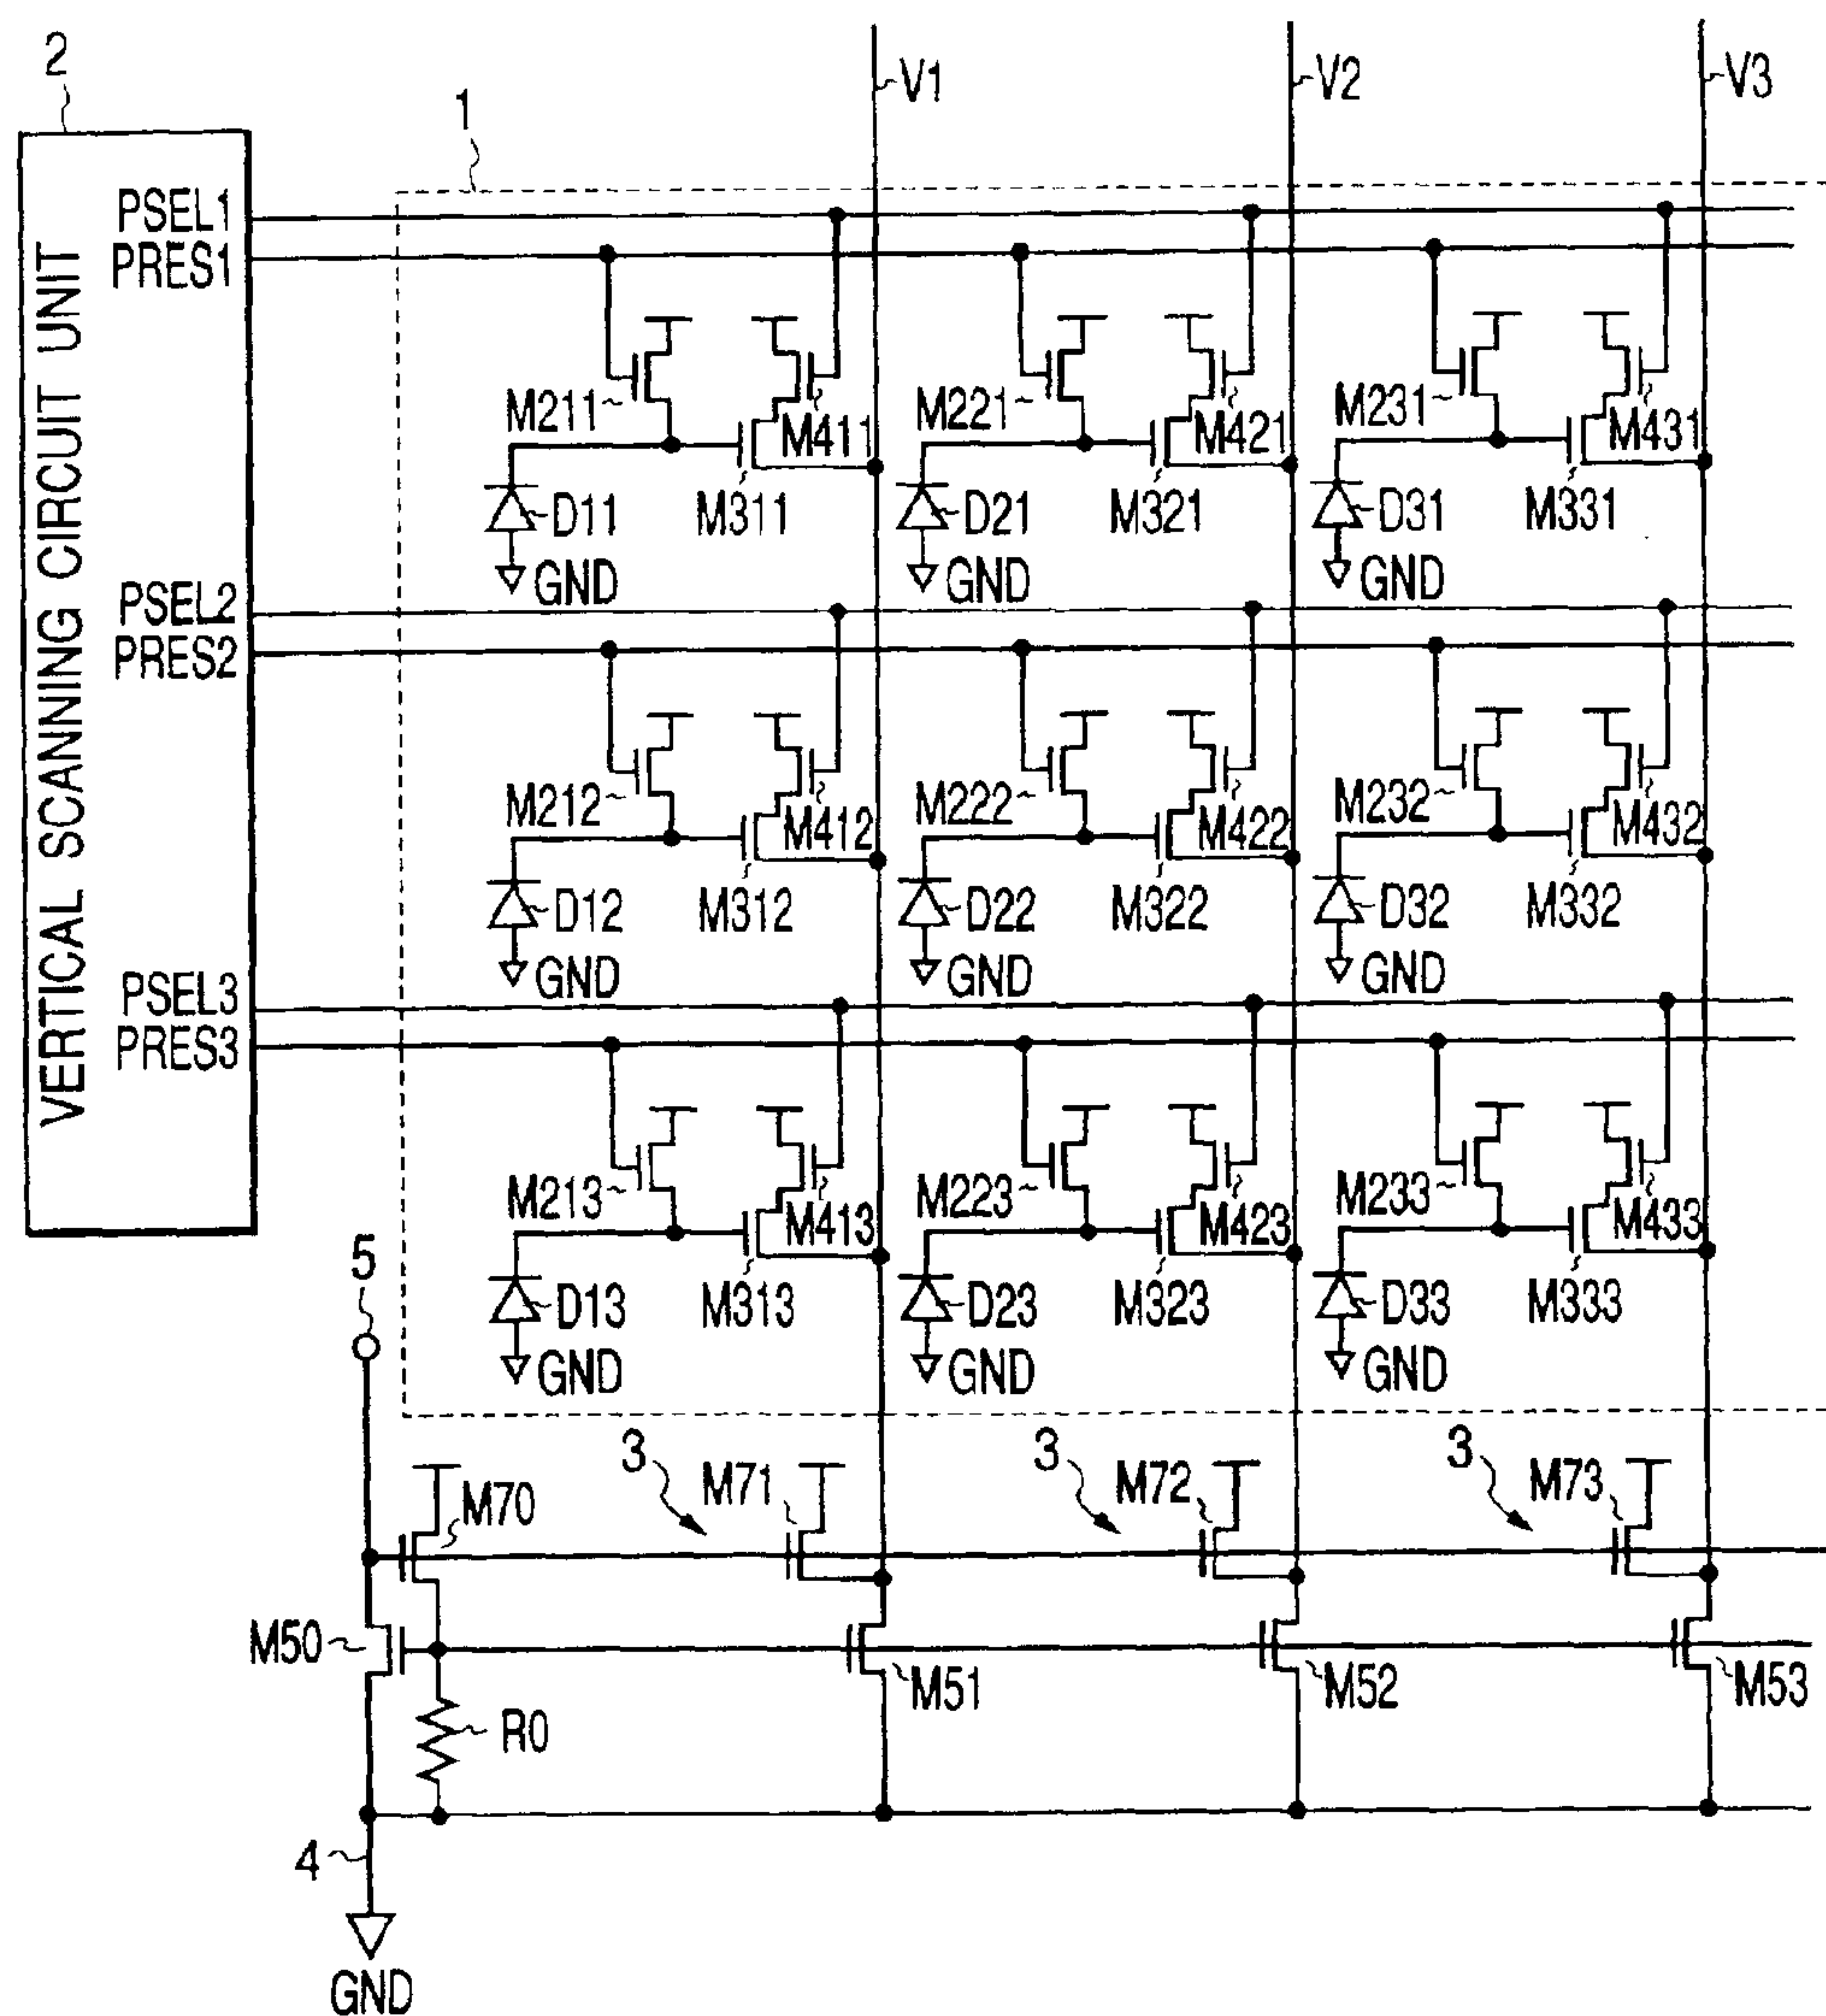 2
1
V1
V2
V3
VERTICAL SCANNING CIRCUIT UNIT
PSEL1
PRES1
M211
M411
M221
M421
M231
M431
D11
M311
D21
M321
D31
M331
GND
GND
GND
PSEL2
PRES2
M212
M412
M222
M422
M232
M432
D12
M312
D22
M322
D32
M332
GND
GND
GND
PSEL3
PRES3
M213
M413
M223
M423
M233
M433
5
D13
M313
D23
M323
D33
M333
GND
GND
GND
3
M71
3
M72
3
M73
M70
M50
M51
M52
M53
R0
4
GND